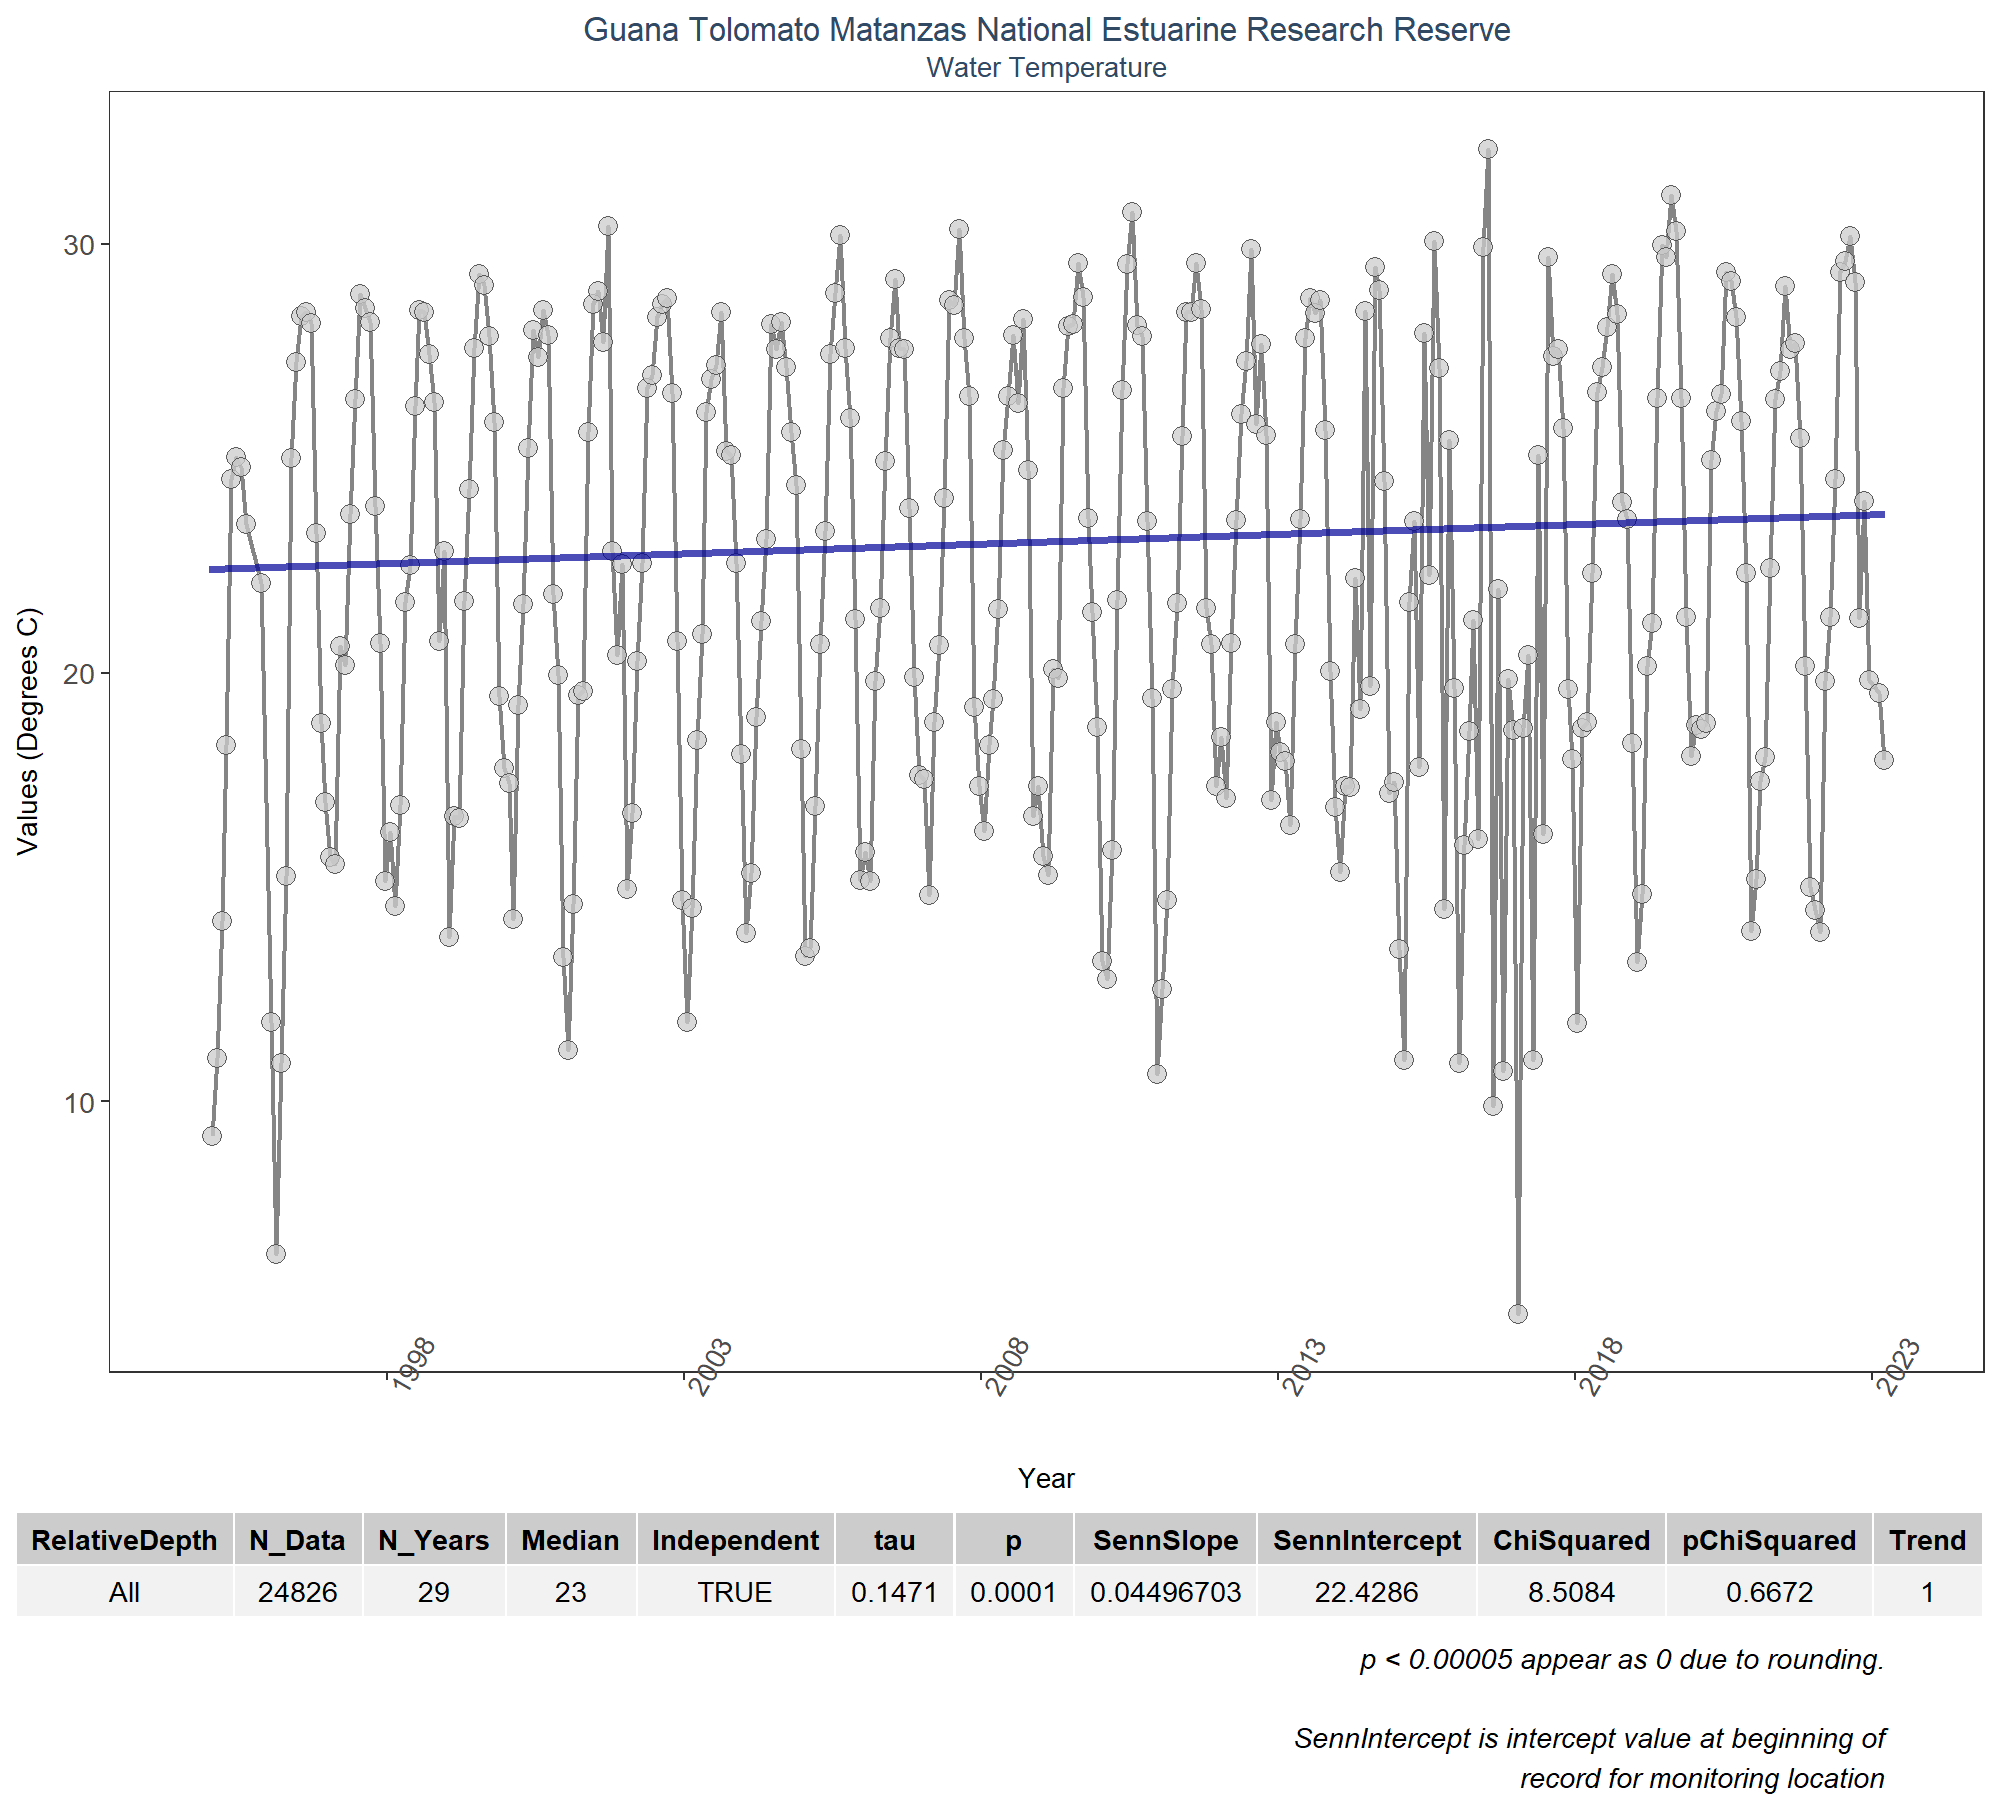 Guana Tolomato Matanzas National Estuarine Research Reserve
Water Temperature
Values (Degrees C)
30
20
10
1998
2003
2008
2013
2018
2023
Year
RelativeDepth N_Data N_Years Median Independent tau p SennSlope SennIntercept ChiSquared pChiSquared Trend
All 24826 29 23 TRUE 0.1471 0.0001 0.04496703 22.4286 8.5084 0.6672 1
p < 0.00005 appear as 0 due to rounding.
SennIntercept is intercept value at beginning of
record for monitoring location